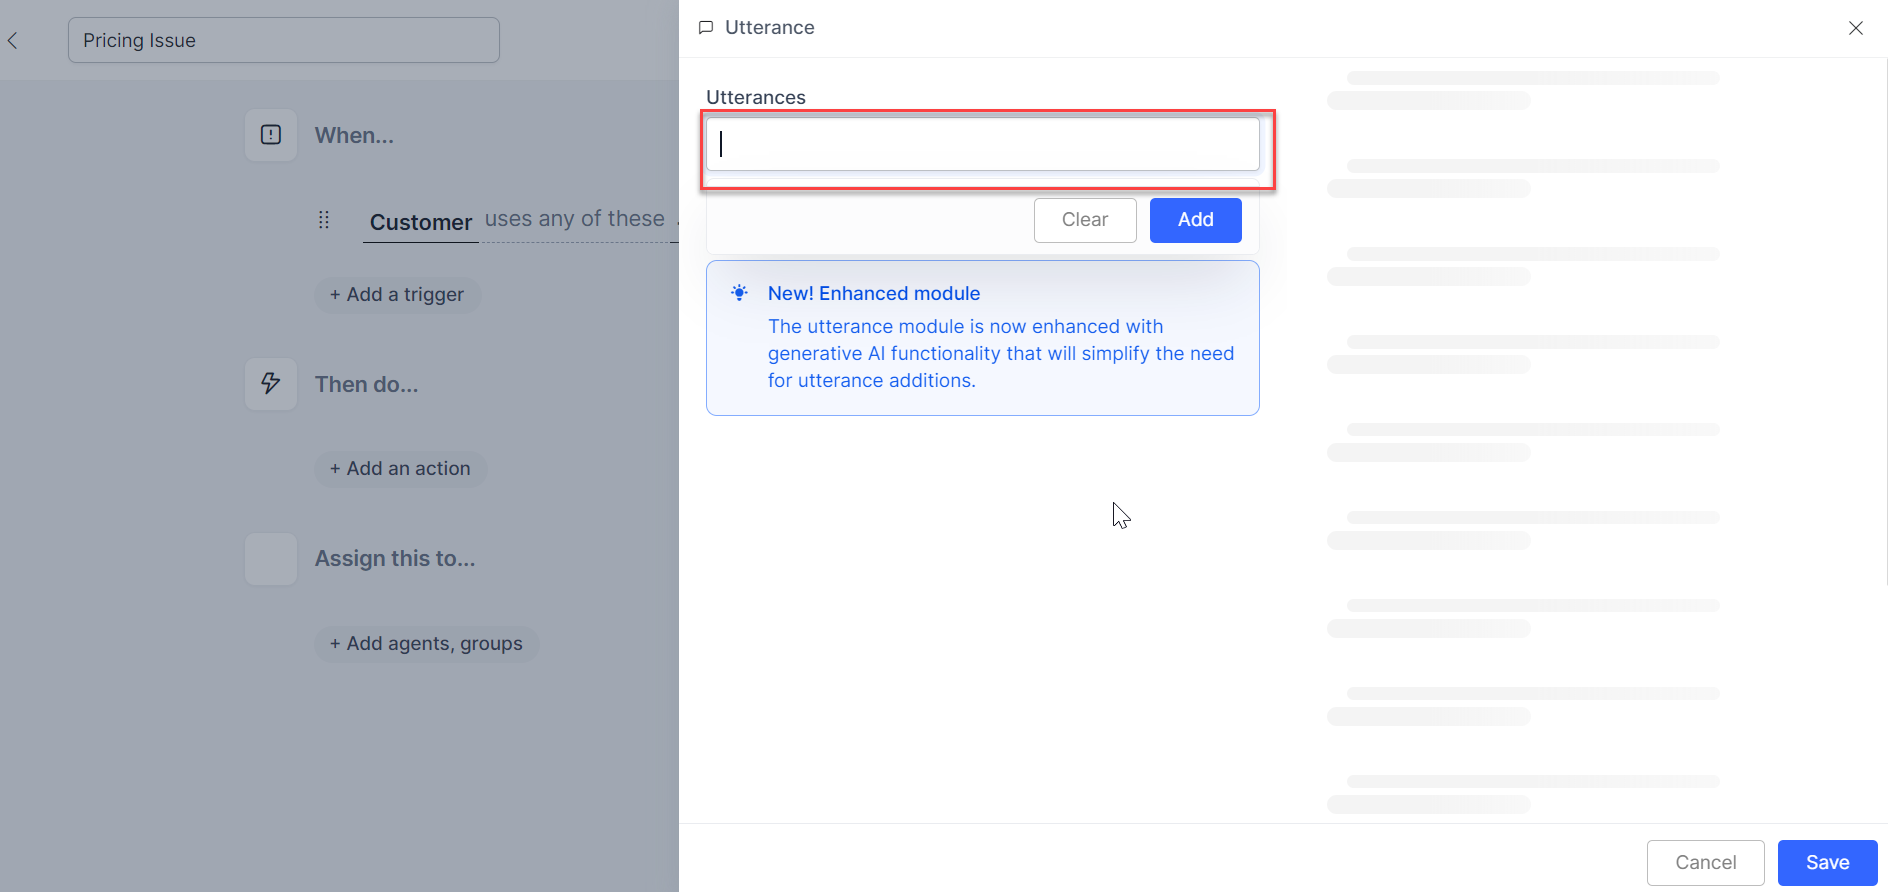 Pricing Issue
When...
Customer uses any of these
+ Add a trigger
Then do...
+ Add an action
Assign this to...
+ Add agents, groups
Utterance
Utterances
Clear
Add
New! Enhanced module
The utterance module is now enhanced with
generative AI functionality that will simplify the need
for utterance additions.
Cancel
Save